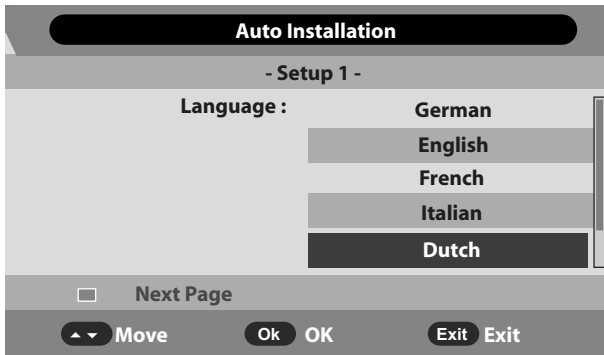 Auto Installation
- Setup 1 -
Language : German
English
French
Italian
Dutch
Next Page
Move Ok OK Exit Exit